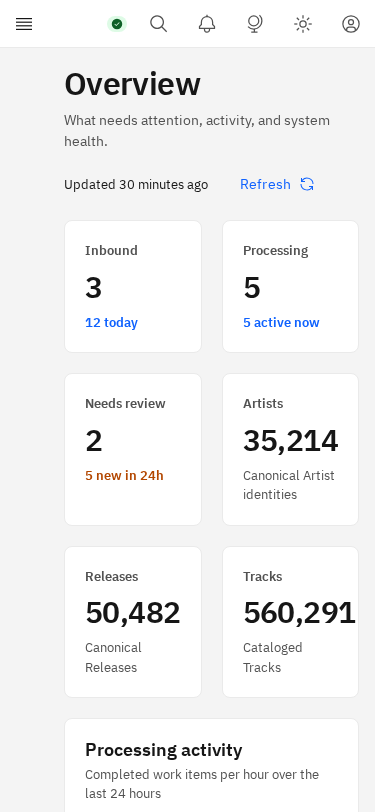 Overview
What needs attention, activity, and system
health.
Updated 30 minutes ago Refresh
Inbound
3
12 today
Processing
5
5 active now
Needs review
2
5 new in 24h
Artists
35,214
Canonical Artist
identities
Releases
50,482
Canonical
Releases
Tracks
560,291
Cataloged
Tracks
Processing activity
Completed work items per hour over the
last 24 hours